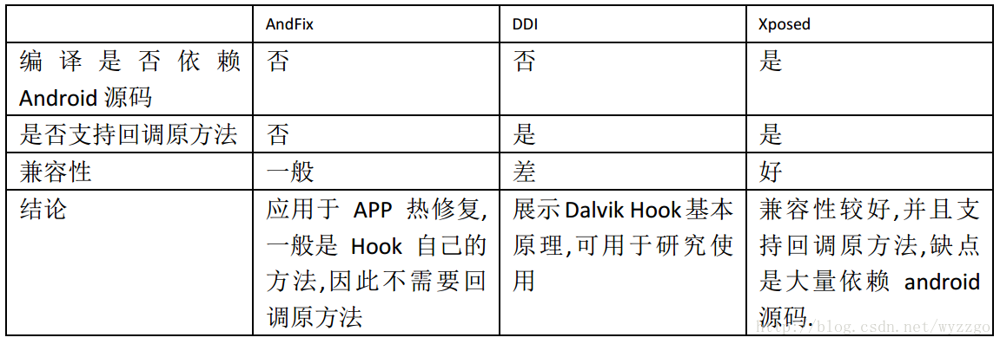 AndFix DDI Xposed
编译是否依赖 否 否 是
Android 源码
是否支持回调原方法 否 是 是
兼容性 一般 差 好
结论 应用于 APP 热修复, 展示 Dalvik Hook 基本 兼容性较好,并且支
一般是 Hook 自己的 原理,可用于研究使 持回调原方法,缺点
方法,因此不需要回 用 是大量依赖 android
调原方法 源码.
http://blog.csdn.net/wyzzgo